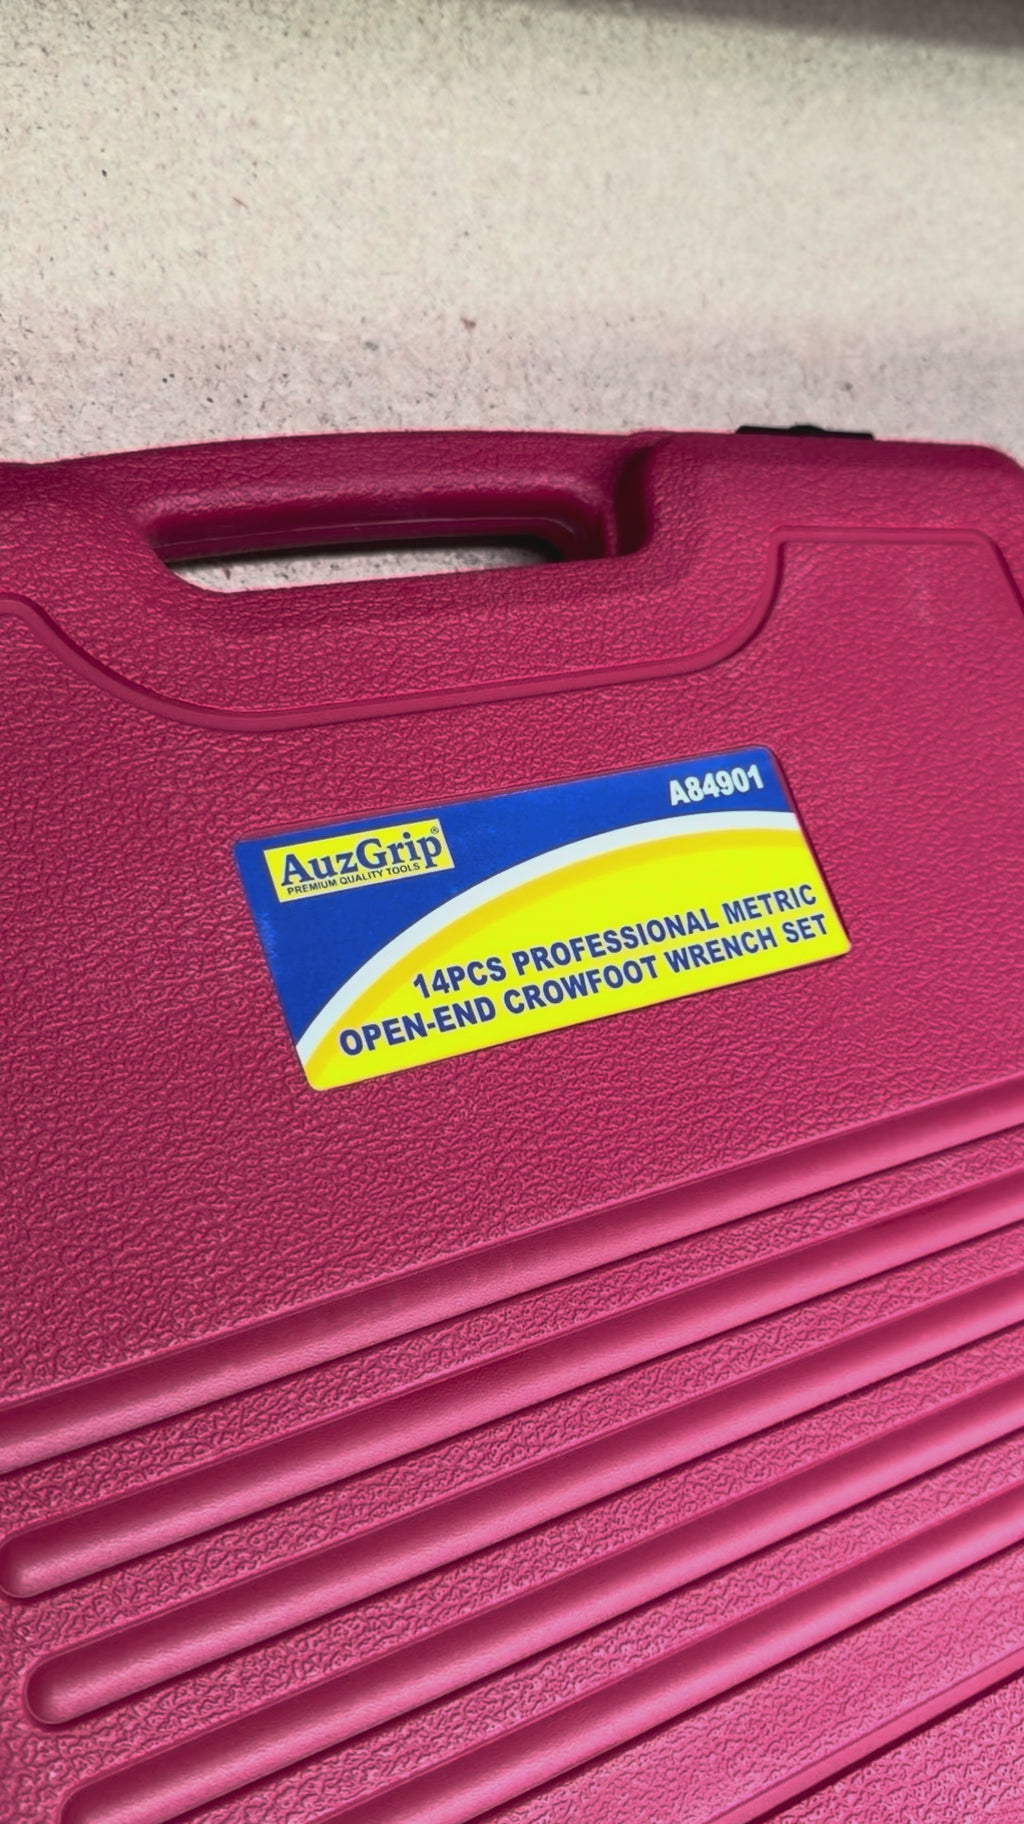 A84901
AuzGrip®
PREMIUM QUALITY TOOLS
14PCS PROFESSIONAL METRIC
OPEN-END CROWFOOT WRENCH SET